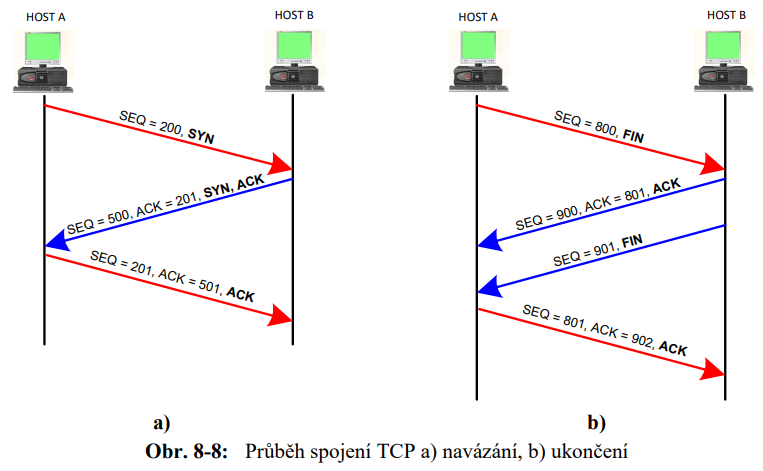 HOST A
HOST B
SEQ = 200, SYN
SEQ = 500, ACK = 201, SYN, ACK
SEQ = 201, ACK = 501, ACK
a)
HOST A
HOST B
SEQ = 800, FIN
SEQ = 900, ACK = 801, ACK
SEQ = 901, FIN
SEQ = 801, ACK = 902, ACK
b)
Obr. 8-8: Průběh spojení TCP a) navázání, b) ukončení